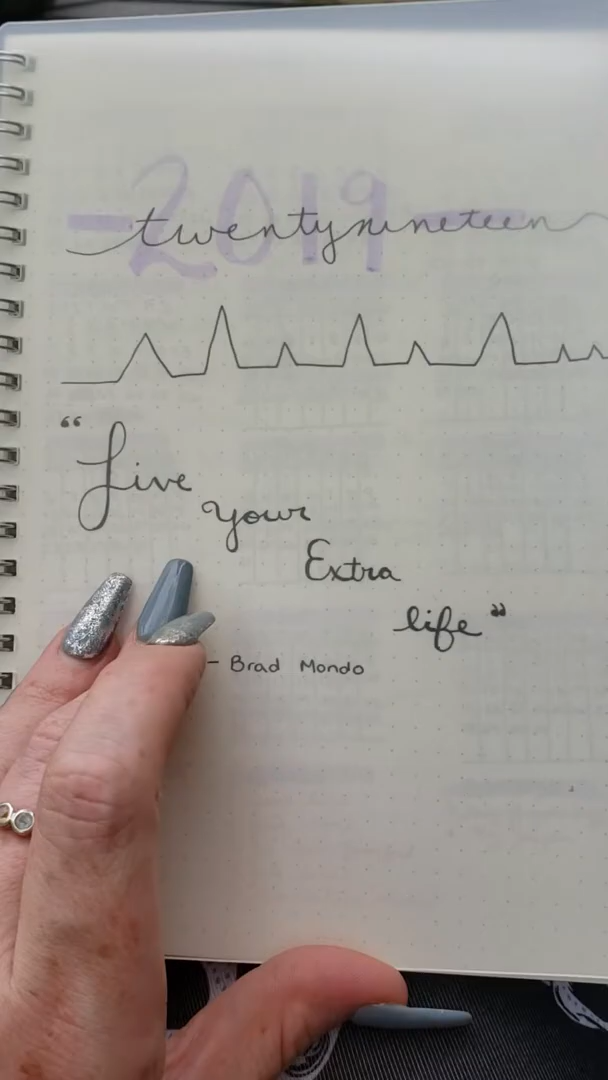 2019
twentynineteen
“Live
your
Extra
life”
- Brad Mondo